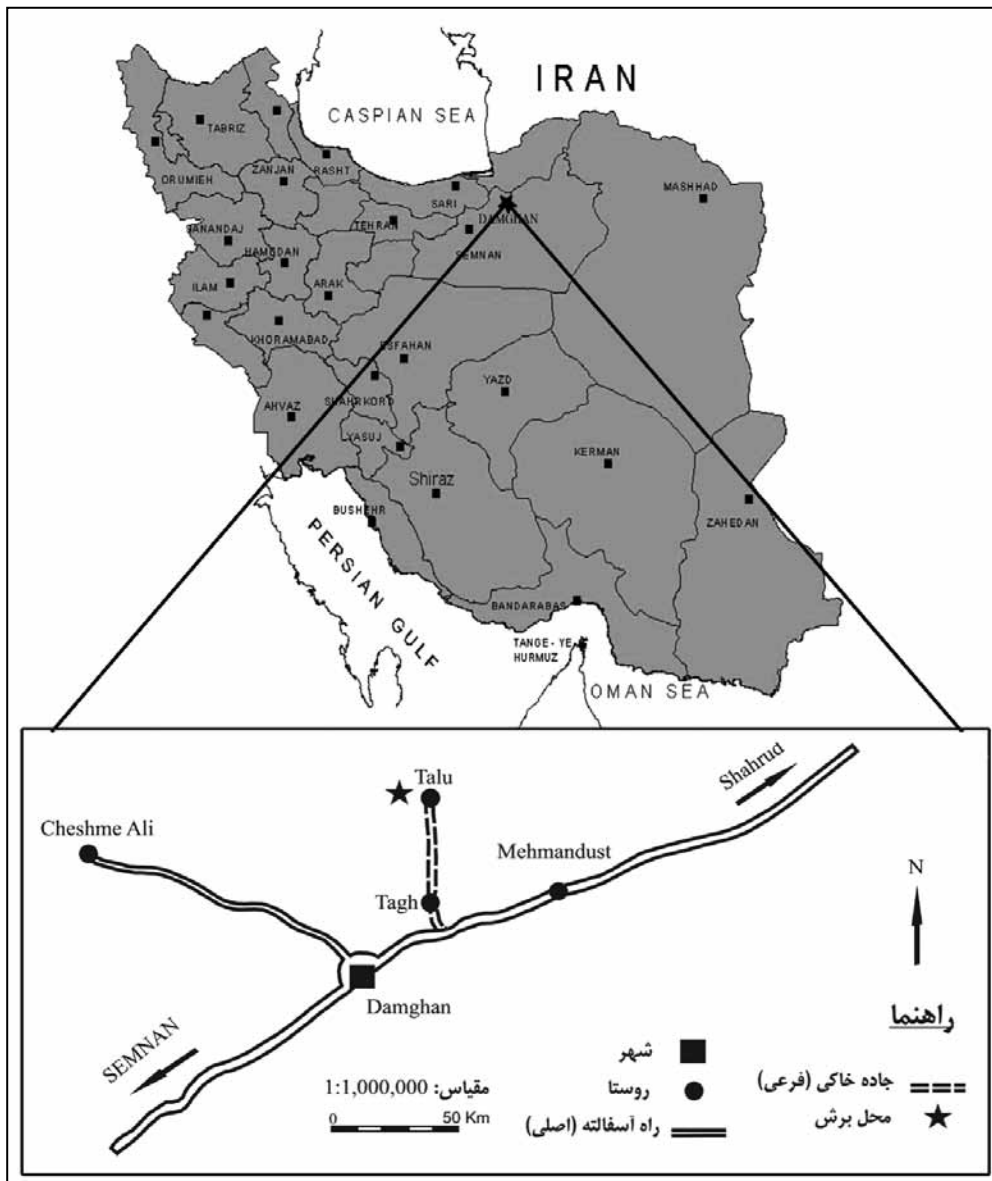 IRAN
CASPIAN SEA
TABRIZ
RASHT
ORUMIEH
ZANJAN
SARI
MASHHAD
TEHRAN
DAMGHAN
SANANDAJ
HAMEDAN
SEMNAN
ILAM
ARAK
KHORAMABAD
ESFAHAN
YAZD
SHAHRKORD
AHVAZ
YASUJ
KERMAN
Shiraz
BUSHEHR
ZAHEDAN
PERSIAN GULF
BANDARABAS
TANGE-YE
HURMUZ
OMAN SEA
Talu
Shahrud
Cheshme Ali
Mehmandust
Tagh
N
Damghan
SEMNAN
راهنما
شهر
جاده خاکی (فرعی)
روستا
مقیاس: 1:1,000,000
محل برش
راه آسفالته (اصلی)
0 50 Km